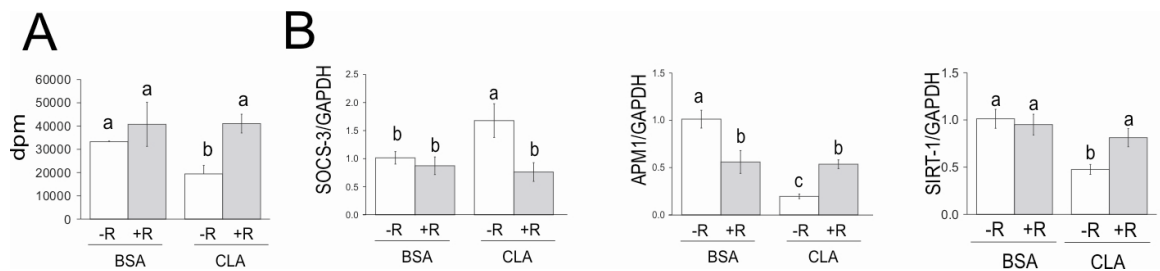 A
dpm
60000
50000
40000
30000
20000
10000
0
a
a
b
a
-R +R -R +R
BSA CLA
B
SOCS-3/GAPDH
2.5
2.0
1.5
1.0
0.5
0.0
b
b
a
b
-R +R -R +R
BSA CLA
APM1/GAPDH
1.5
1.0
0.5
0.0
a
b
c
b
-R +R -R +R
BSA CLA
SIRT-1/GAPDH
1.5
1.0
0.5
0.0
a
a
b
a
-R +R -R +R
BSA CLA